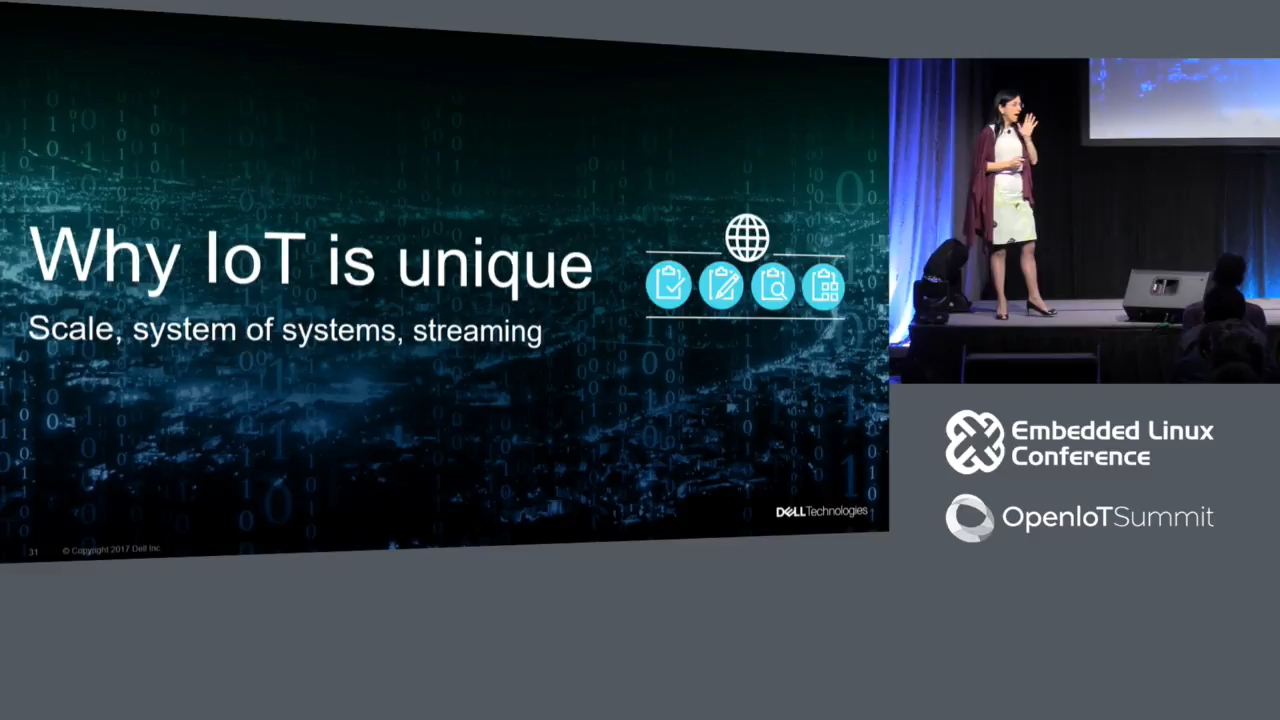 Why IoT is unique
Scale, system of systems, streaming
DELLTechnologies
31 © Copyright 2017 Dell Inc.
Embedded Linux
Conference
OpenIoTSummit